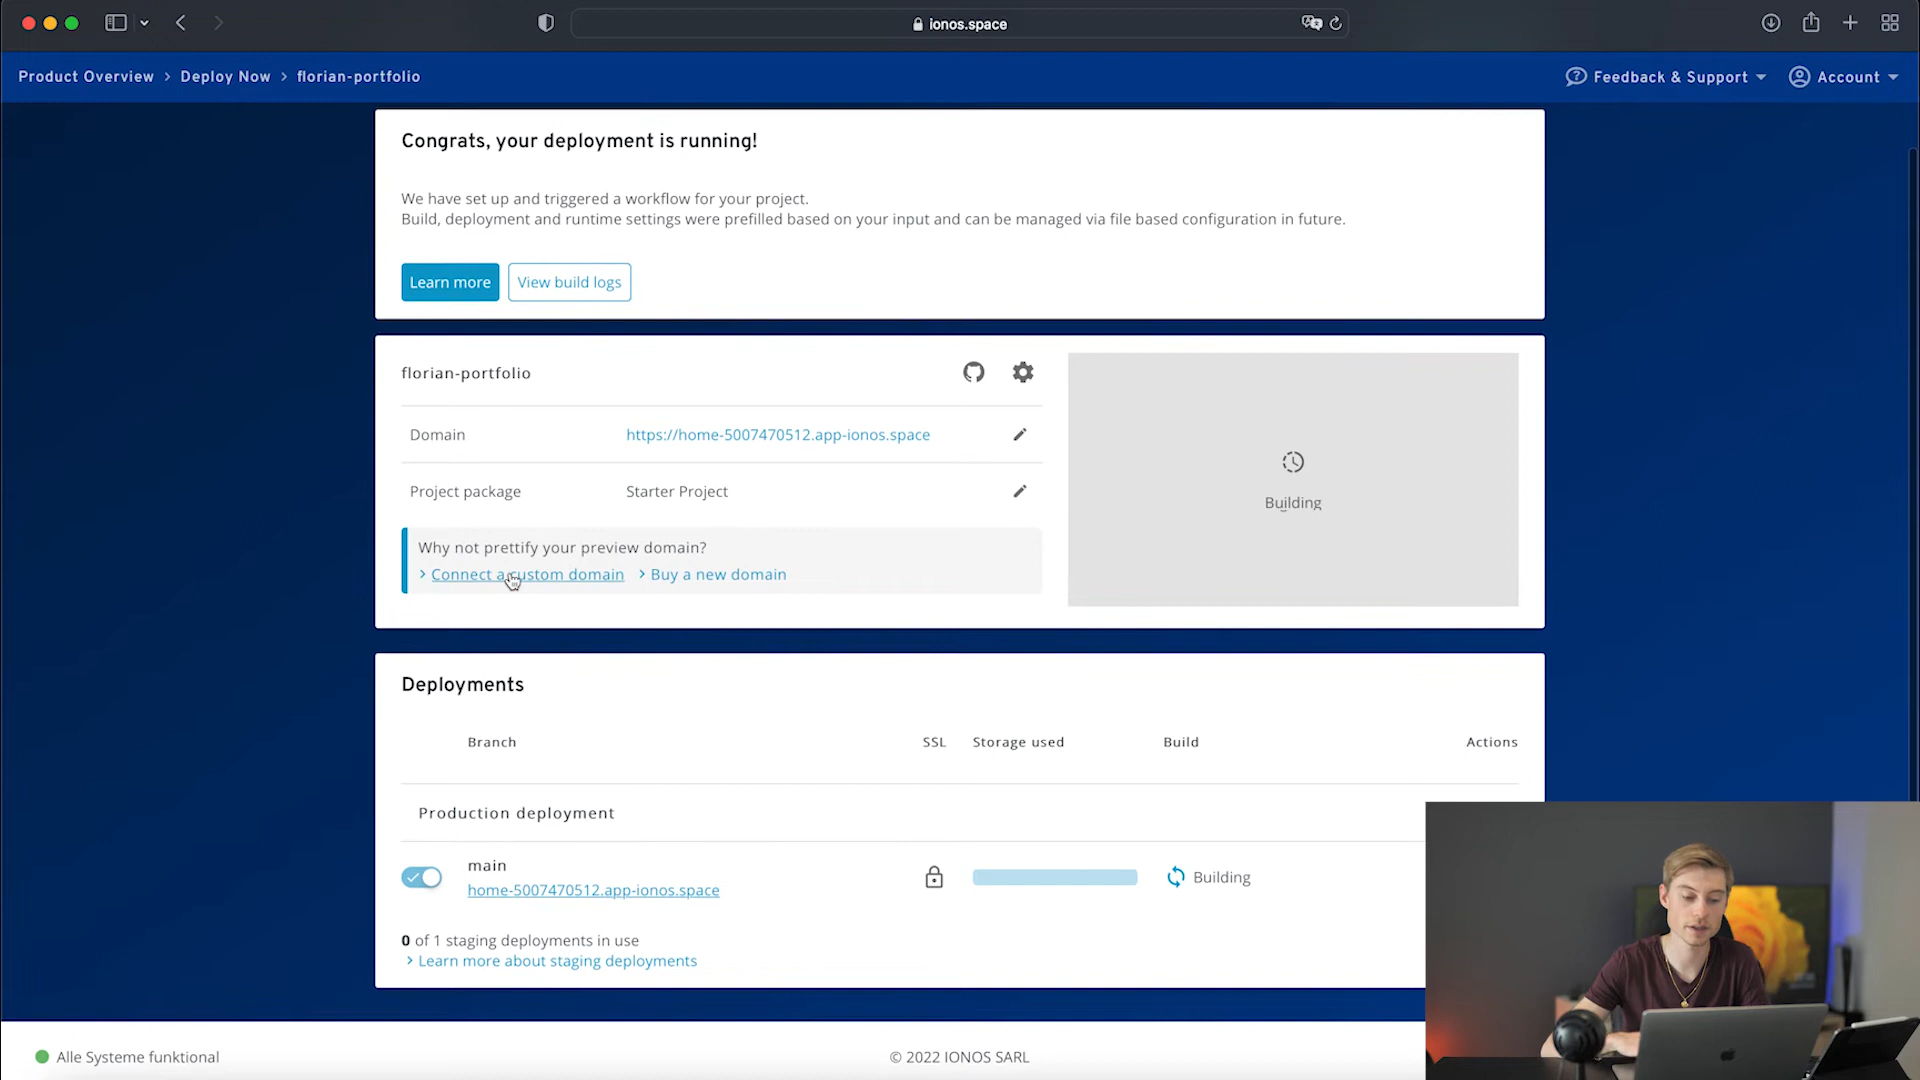 ionos.space
Product Overview > Deploy Now > florian-portfolio
Feedback & Support
Account
Congrats, your deployment is running!
We have set up and triggered a workflow for your project.
Build, deployment and runtime settings were prefilled based on your input and can be managed via file based configuration in future.
Learn more
View build logs
florian-portfolio
Domain
https://home-5007470512.app-ionos.space
Project package
Starter Project
Building
Why not prettify your preview domain?
> Connect a custom domain
> Buy a new domain
Deployments
Branch
SSL
Storage used
Build
Actions
Production deployment
main
home-5007470512.app-ionos.space
Building
0 of 1 staging deployments in use
> Learn more about staging deployments
Alle Systeme funktional
© 2022 IONOS SARL